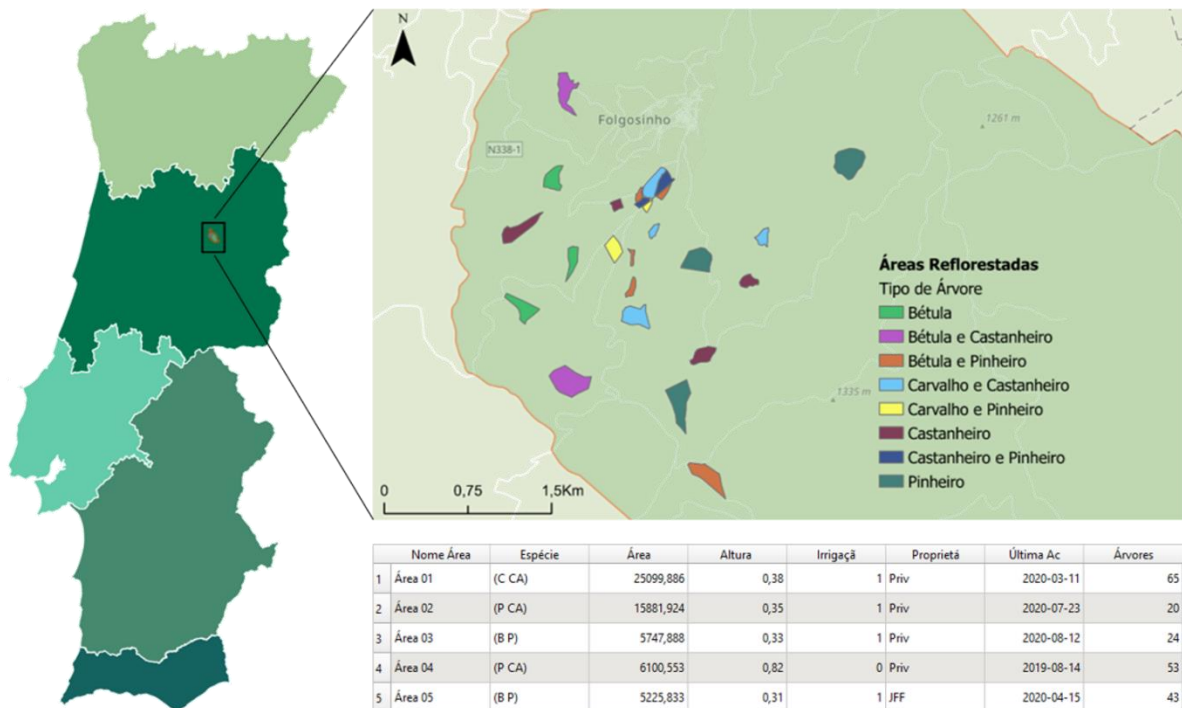 N
Folgosinho
N338-1
1261 m
1335 m
Áreas Reflorestadas
Tipo de Árvore
Bétula
Bétula e Castanheiro
Bétula e Pinheiro
Carvalho e Castanheiro
Carvalho e Pinheiro
Castanheiro
Castanheiro e Pinheiro
Pinheiro
0 0,75 1,5Km
Nome Área Espécie Área Altura Irrigaçã Proprietá Última Ac Árvores
1 Área 01 (C CA) 25099,886 0,38 1 Priv 2020-03-11 65
2 Área 02 (P CA) 15881,924 0,35 1 Priv 2020-07-23 20
3 Área 03 (B P) 5747,888 0,33 1 Priv 2020-08-12 24
4 Área 04 (P CA) 6100,553 0,82 0 Priv 2019-08-14 53
5 Área 05 (B P) 5225,833 0,31 1 JFF 2020-04-15 43